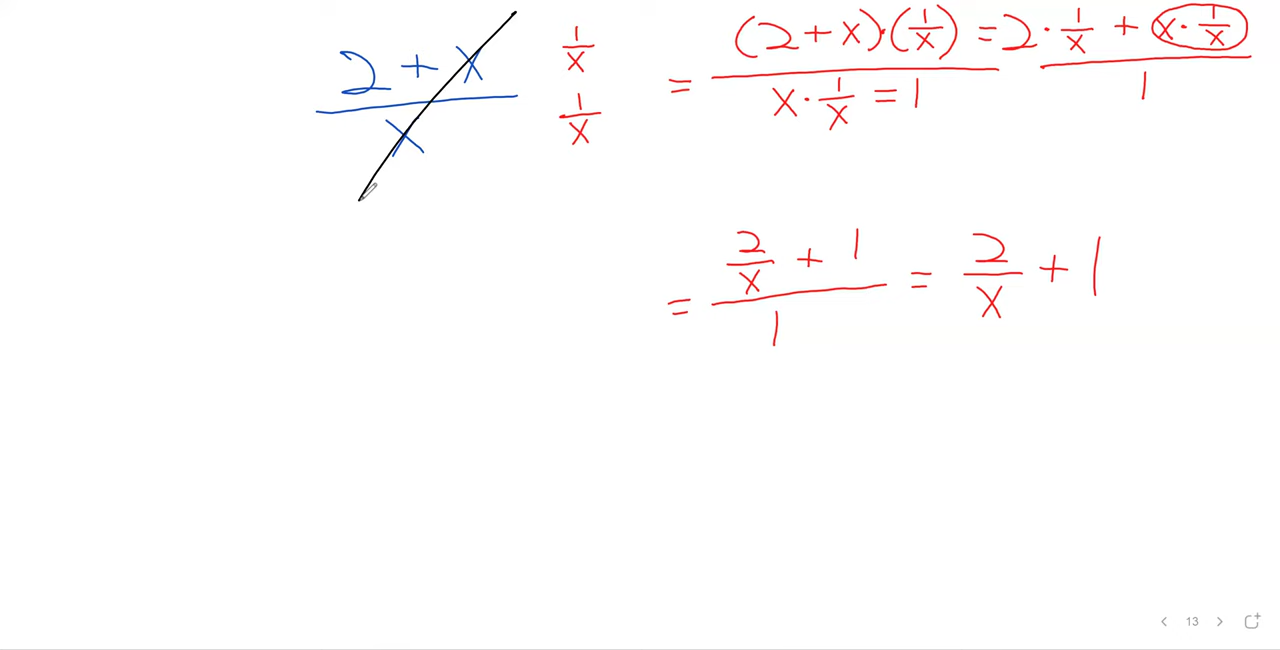 2 + x
x
1/x
1/x
= (2 + x)·(1/x) = 2 · 1/x + x · 1/x
x · 1/x = 1
1
= 2/x + 1 = 2/x + 1
1
13